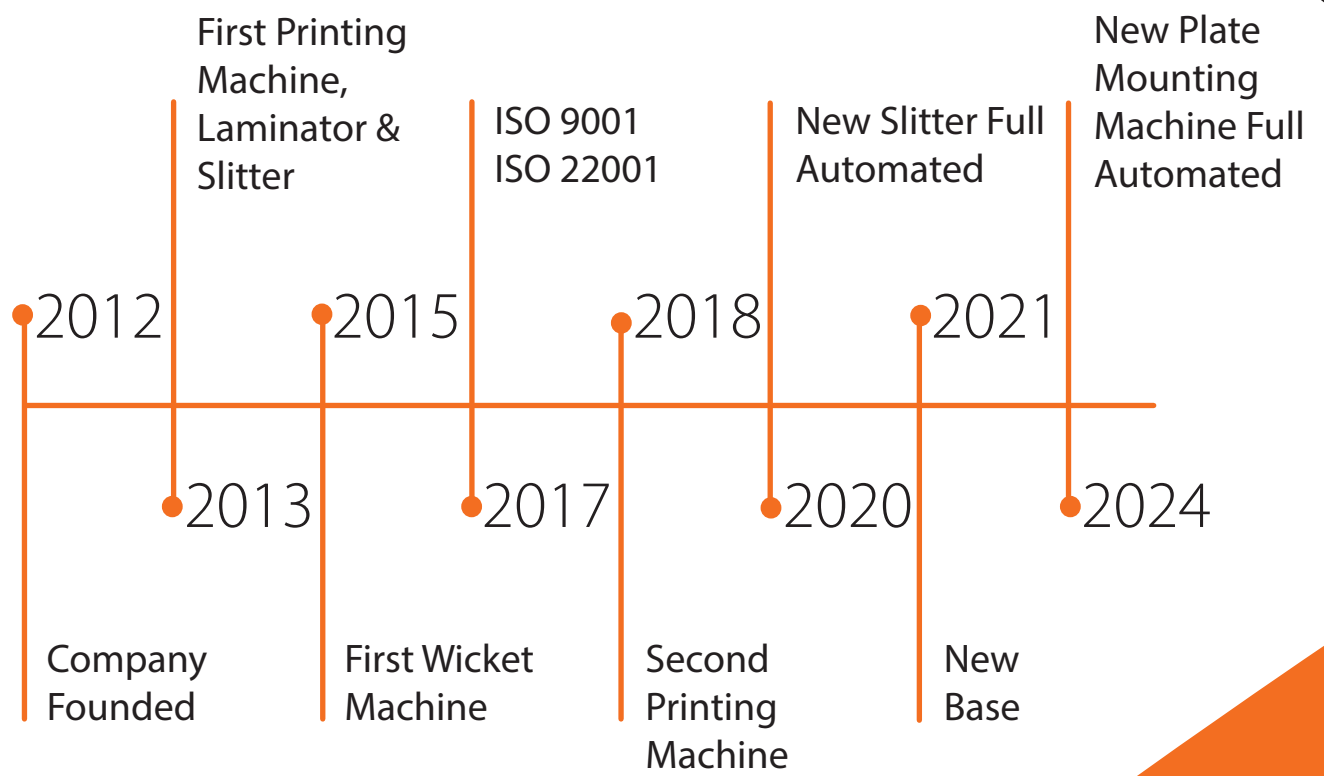 First Printing
Machine,
Laminator &
Slitter
ISO 9001
ISO 22001
New Slitter Full
Automated
New Plate
Mounting
Machine Full
Automated
2012
2015
2018
2021
2013
2017
2020
2024
Company
Founded
First Wicket
Machine
Second
Printing
Machine
New
Base